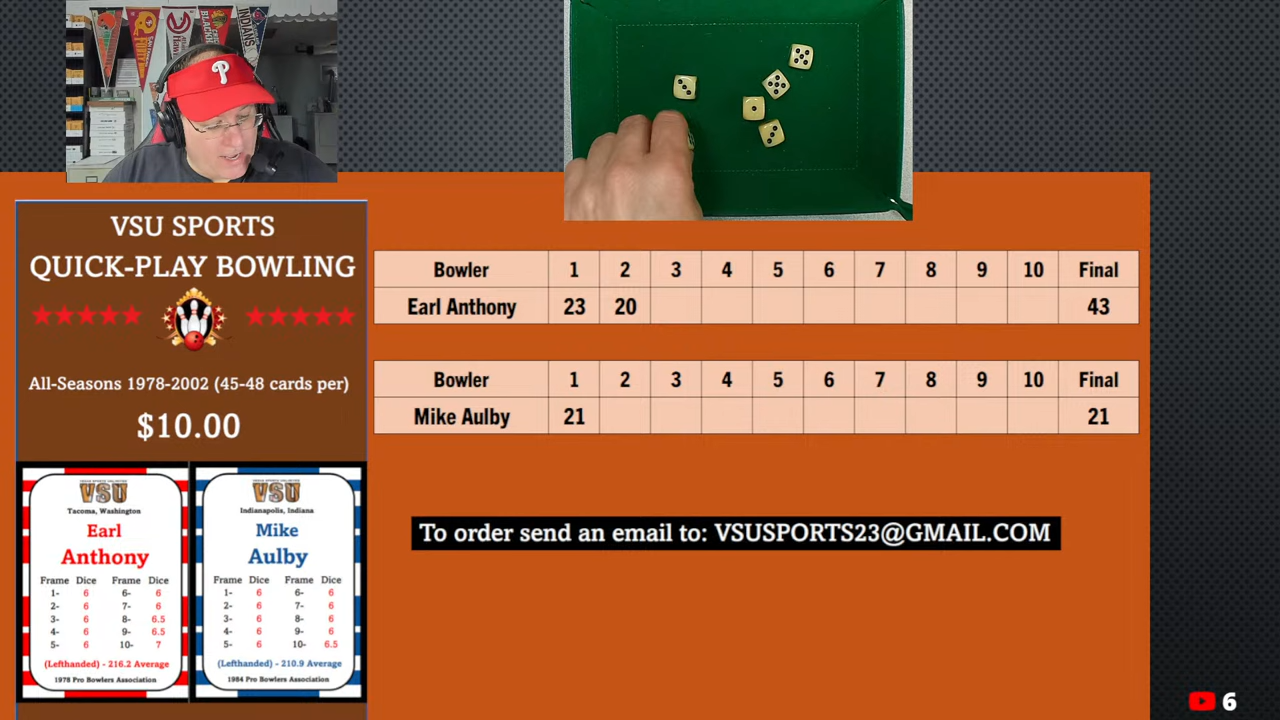 INDIANS
P
VSU SPORTS
QUICK-PLAY BOWLING
All-Seasons 1978-2002 (45-48 cards per)
$10.00
VSU
Tacoma, Washington
Earl
Anthony
Frame Dice Frame Dice
1- 6 6- 6
2- 6 7- 6
3- 6 8- 6.5
4- 6 9- 6.5
5- 6 10- 7
(Lefthanded) - 216.2 Average
1978 Pro Bowlers Association
VSU
Indianapolis, Indiana
Mike
Aulby
Frame Dice Frame Dice
1- 6 6- 6
2- 6 7- 6
3- 6 8- 6
4- 6 9- 6
5- 6 10- 6.5
(Lefthanded) - 210.9 Average
1984 Pro Bowlers Association
Bowler 1 2 3 4 5 6 7 8 9 10 Final
Earl Anthony 23 20 43
Bowler 1 2 3 4 5 6 7 8 9 10 Final
Mike Aulby 21 21
To order send an email to: VSUSPORTS23@GMAIL.COM
6